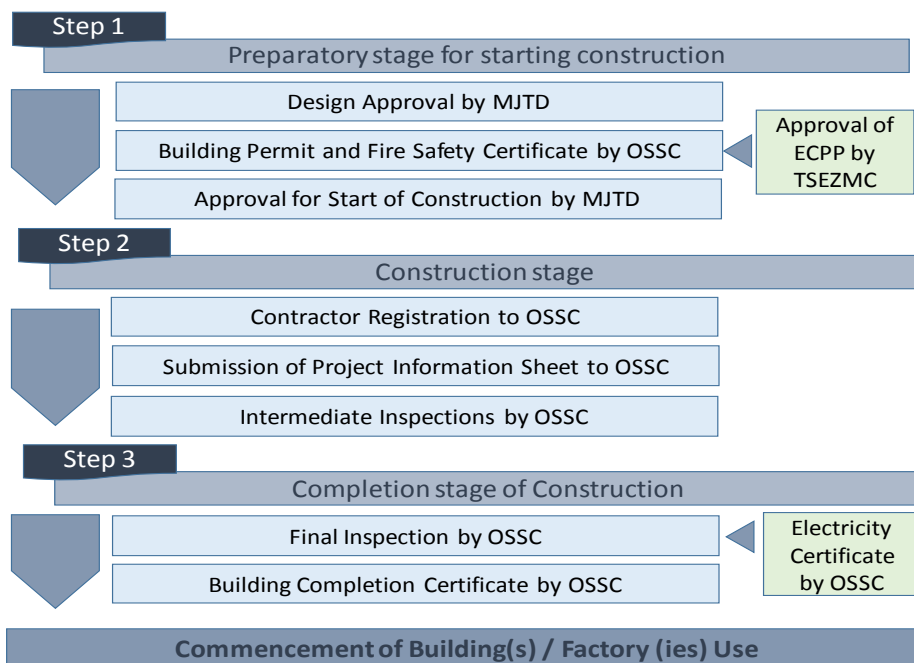 Step 1
Preparatory stage for starting construction
Design Approval by MJTD
Building Permit and Fire Safety Certificate by OSSC
Approval of
ECPP by
TSEZMC
Approval for Start of Construction by MJTD
Step 2
Construction stage
Contractor Registration to OSSC
Submission of Project Information Sheet to OSSC
Intermediate Inspections by OSSC
Step 3
Completion stage of Construction
Final Inspection by OSSC
Electricity
Certificate
by OSSC
Building Completion Certificate by OSSC
Commencement of Building(s) / Factory (ies) Use